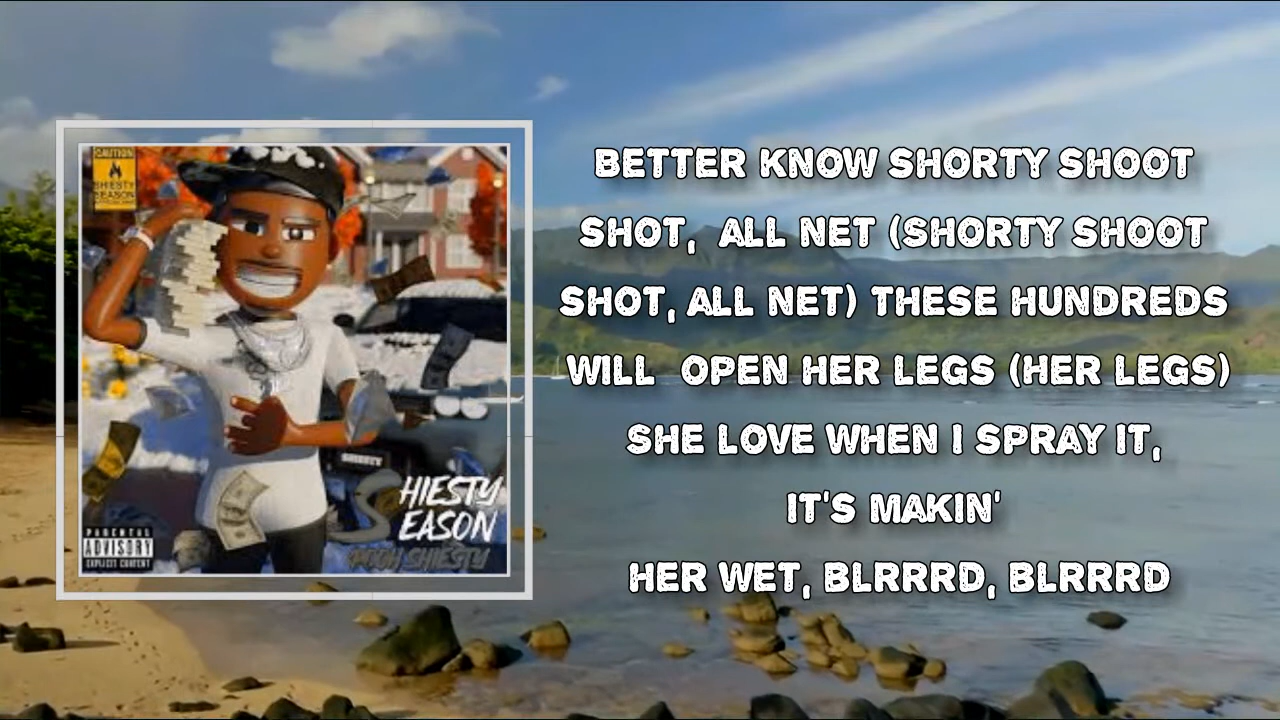 CAUTION
SHIESTY
SEASON
SHIESTY
SHIESTY
SEASON
POOH SHIESTY
PARENTAL
ADVISORY
EXPLICIT CONTENT
BETTER KNOW SHORTY SHOOT
SHOT, ALL NET (SHORTY SHOOT
SHOT, ALL NET) THESE HUNDREDS
WILL OPEN HER LEGS (HER LEGS)
SHE LOVE WHEN I SPRAY IT,
IT'S MAKIN'
HER WET, BLRRRD, BLRRRD